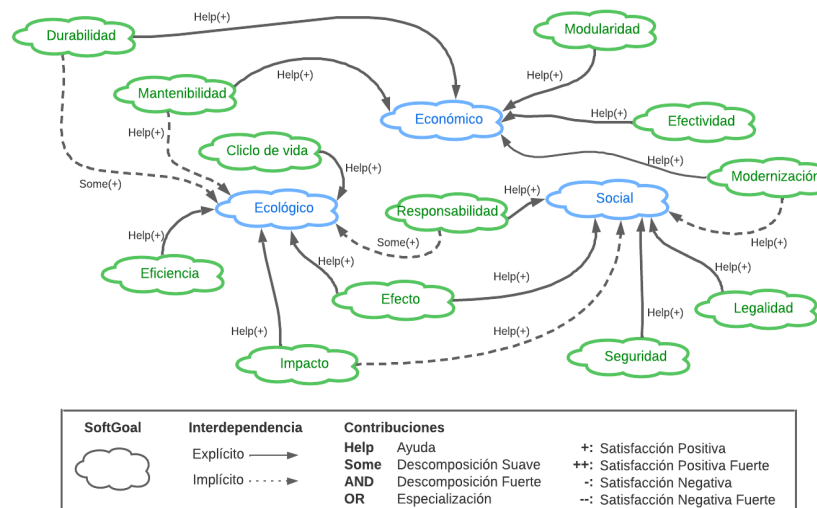 Help(+)
Durabilidad
Modularidad
Help(+)
Help(+)
Mantenibilidad
Económico
Help(+)
Efectividad
Help(+)
Cliclo de vida
Help(+)
Help(+)
Modernización
Some(+)
Help(+)
Ecológico
Responsabilidad
Social
Help(+)
Some(+)
Help(+)
Eficiencia
Help(+)
Help(+)
Help(+)
Efecto
Legalidad
Help(+)
Help(+)
Help(+)
Impacto
Seguridad
SoftGoal
Interdependencia
Explícito
Implícito
Contribuciones
Help Ayuda
Some Descomposición Suave
AND Descomposición Fuerte
OR Especialización
+: Satisfacción Positiva
++: Satisfacción Positiva Fuerte
-: Satisfacción Negativa
--: Satisfacción Negativa Fuerte